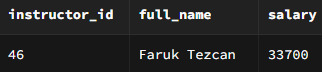 instructor_id full_name salary
46 Faruk Tezcan 33700